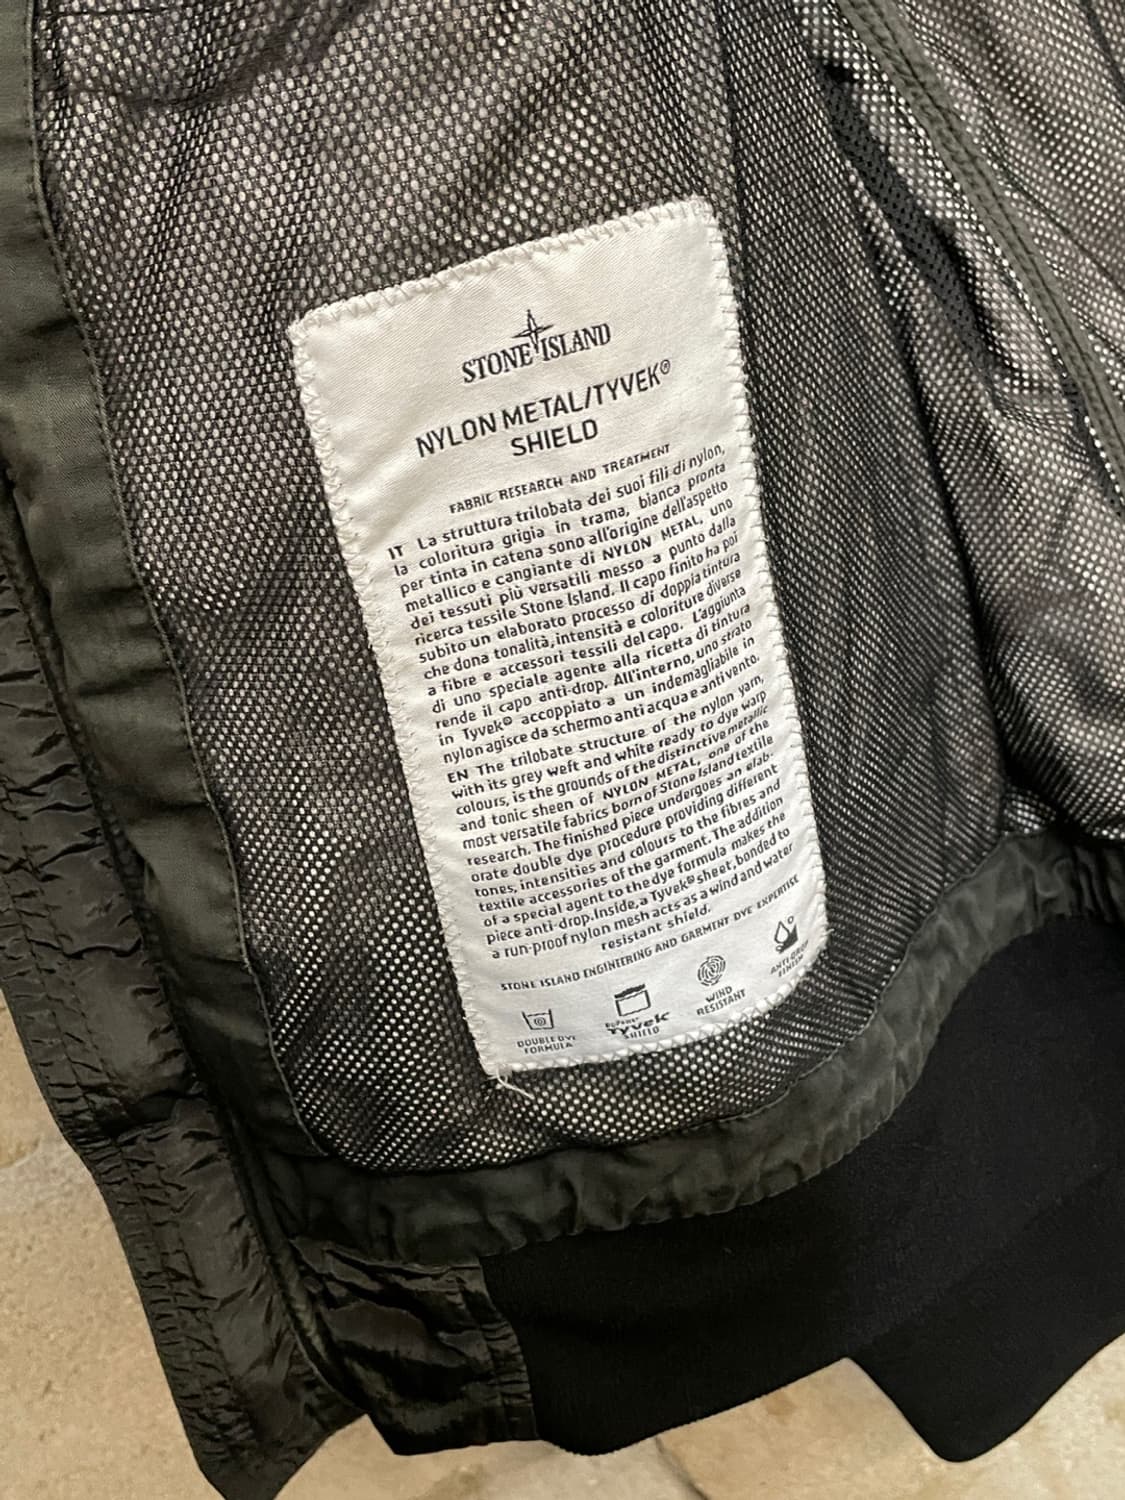 STONE ISLAND
NYLON METAL/TYVEK®
SHIELD
FABRIC RESEARCH AND TREATMENT
IT La struttura trilobata dei suoi fili di nylon,
la coloritura grigia in trama, bianca pronta
per tinta in catena sono all'origine dell'aspetto
metallico e cangiante di NYLON METAL, uno
dei tessuti più versatili messo a punto dalla
ricerca tessile Stone Island. Il capo finito ha poi
subito un elaborato processo di doppia tintura
che dona tonalità, intensità e coloriture diverse
a fibre e accessori tessili del capo. L'aggiunta
di uno speciale agente alla ricetta di tintura
rende il capo anti-drop. All'interno, uno strato
in Tyvek® accoppiato a un indemagliabile in
nylon agisce da schermo antiacqua e antivento.
EN The trilobate structure of the nylon yarn,
with its grey weft and white ready to dye warp
colours, is the grounds of the distinctive metallic
and tonic sheen of NYLON METAL, one of the
most versatile fabrics born of Stone Island textile
research. The finished piece undergoes an elab-
orate double dye procedure providing different
tones, intensities and colours to the fibres and
textile accessories of the garment. The addition
of a special agent to the dye formula makes the
piece anti-drop. Inside, a Tyvek® sheet, bonded to
a run-proof nylon mesh acts as a wind and water
resistant shield.
STONE ISLAND ENGINEERING AND GARMENT DYE EXPERTISE
DOUBLE DYE
FORMULA
DuPont™
Tyvek
SHIELD
WIND
RESISTANT
ANTI-DROP
FINISH